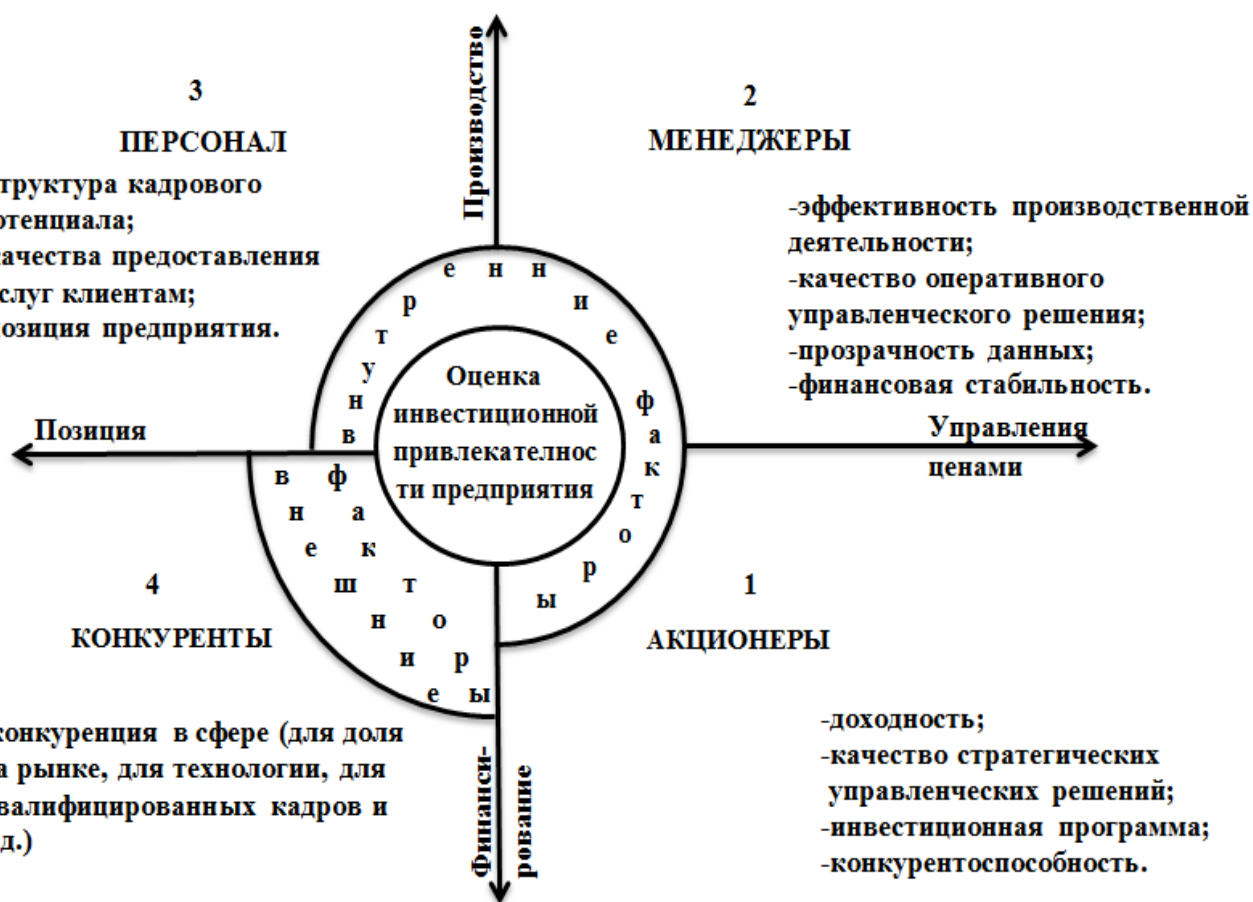 Производство
3
ПЕРСОНАЛ
труктура кадрового
отенциала;
ачества предоставления
слуг клиентам;
озиция предприятия.
2
МЕНЕДЖЕРЫ
-эффективность производственной
деятельности;
-качество оперативного
управленческого решения;
-прозрачность данных;
-финансовая стабильность.
внутренние факторы
Оценка
инвестиционной
привлекателнос
ти предприятия
Позиция
Управления
ценами
внешние
факторы
4
КОНКУРЕНТЫ
конкуренция в сфере (для доля
а рынке, для технологии, для
валифицированных кадров и
д.)
1
АКЦИОНЕРЫ
-доходность;
-качество стратегических
управленческих решений;
-инвестиционная программа;
-конкурентоспособность.
Финанси-
рование